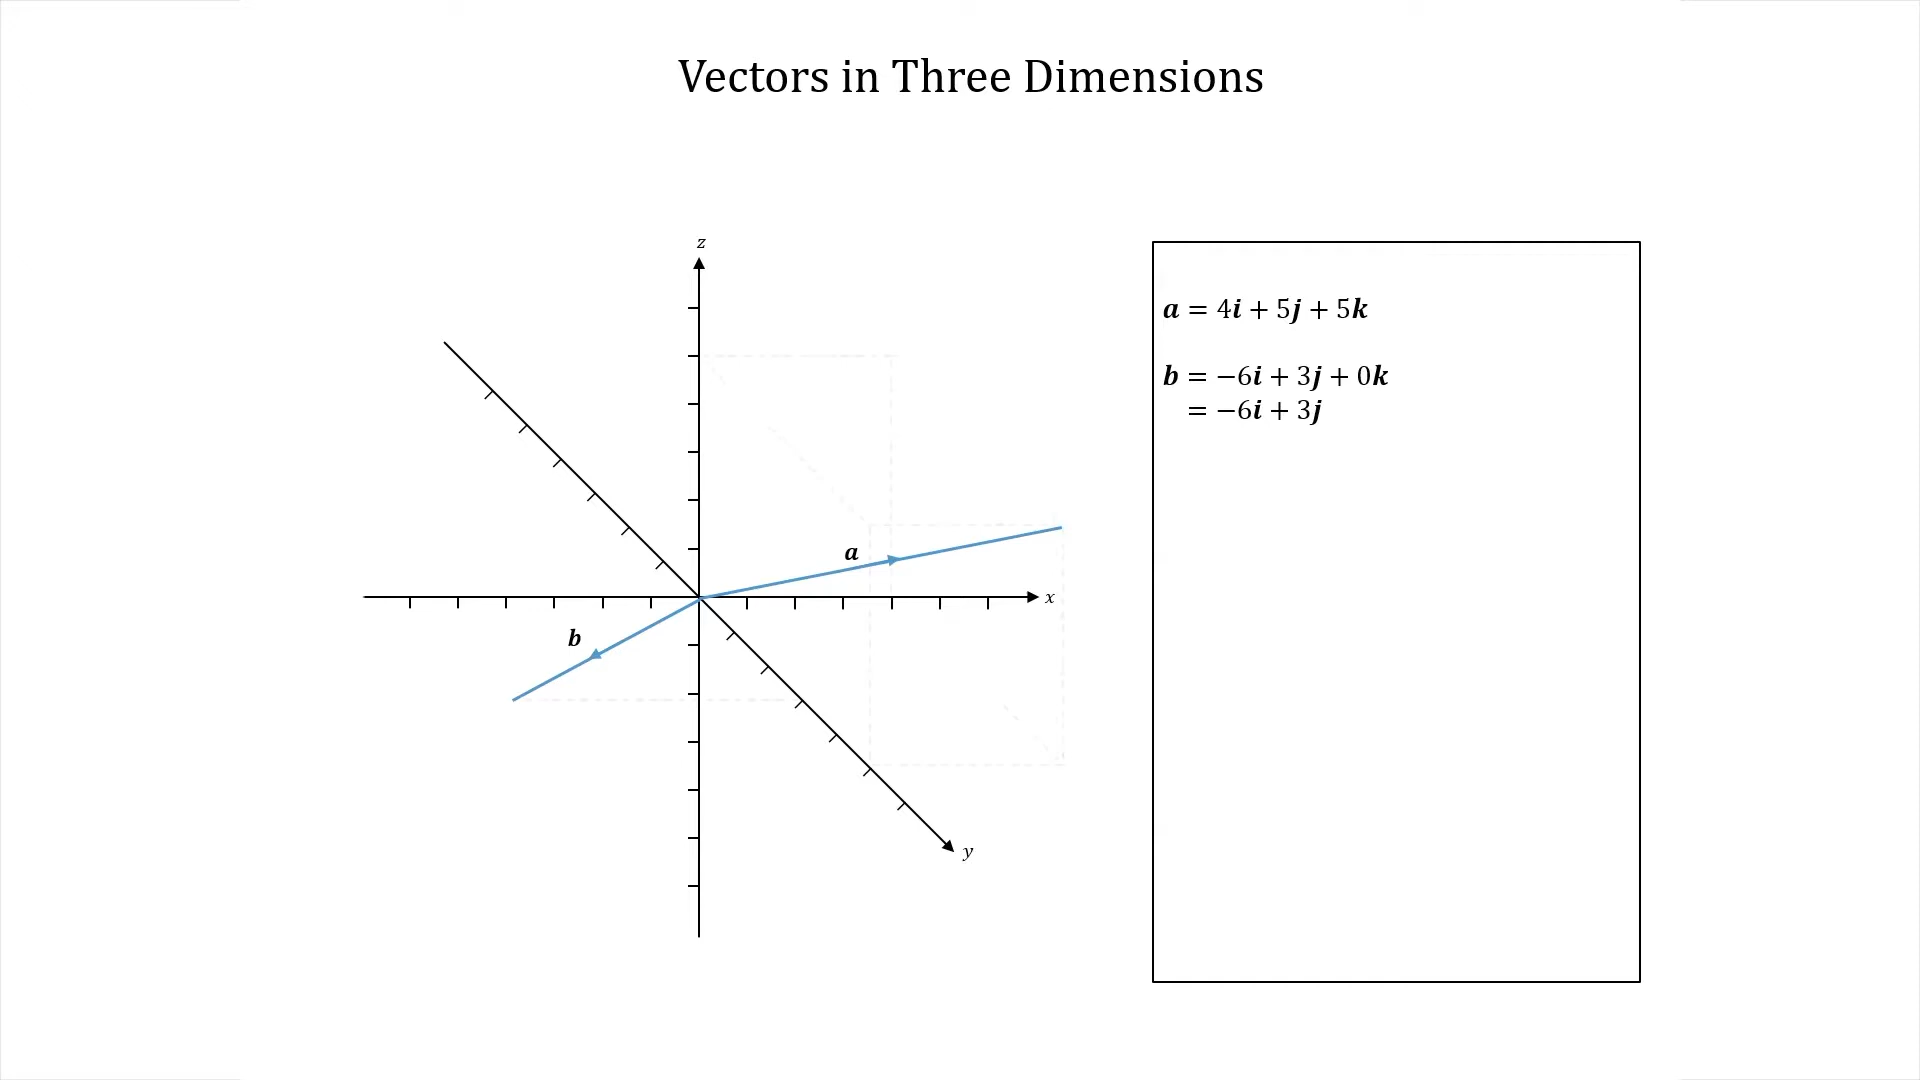 Vectors in Three Dimensions
z
a = 4i + 5j + 5k
b = −6i + 3j + 0k
= −6i + 3j
a
x
b
y